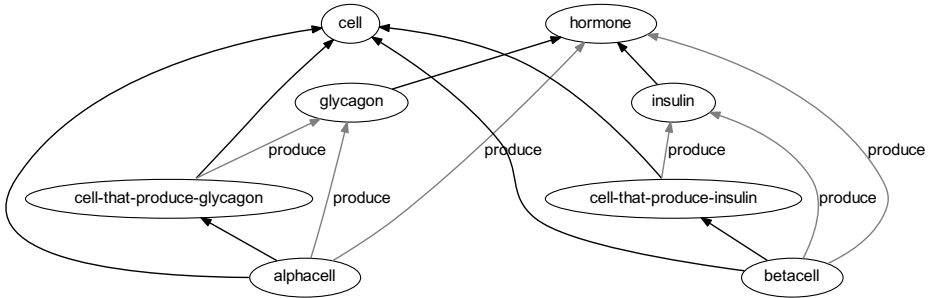 cell
hormone
glycagon
insulin
produce
produce
produce
produce
cell-that-produce-glycagon
produce
cell-that-produce-insulin
produce
alphacell
betacell